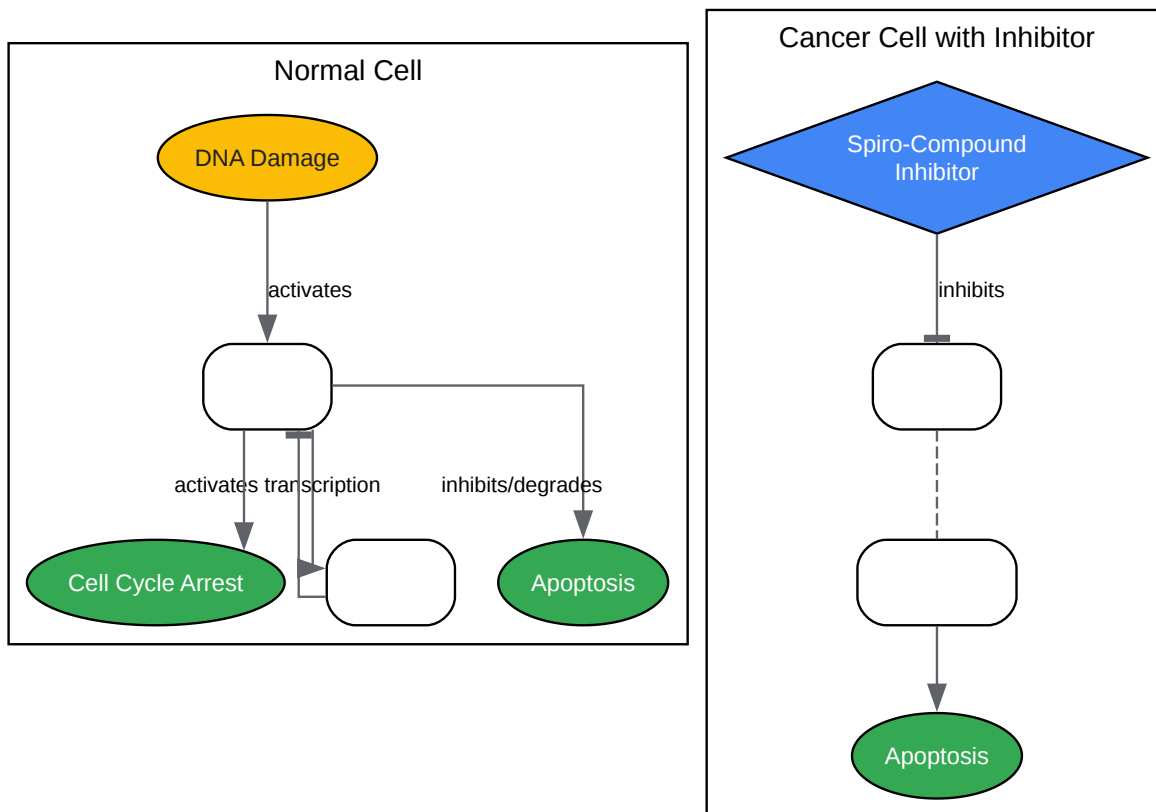 Normal Cell
DNA Damage
activates
activates transcription
inhibits/degrades
Cell Cycle Arrest
Apoptosis
Cancer Cell with Inhibitor
Spiro-Compound
Inhibitor
inhibits
Apoptosis